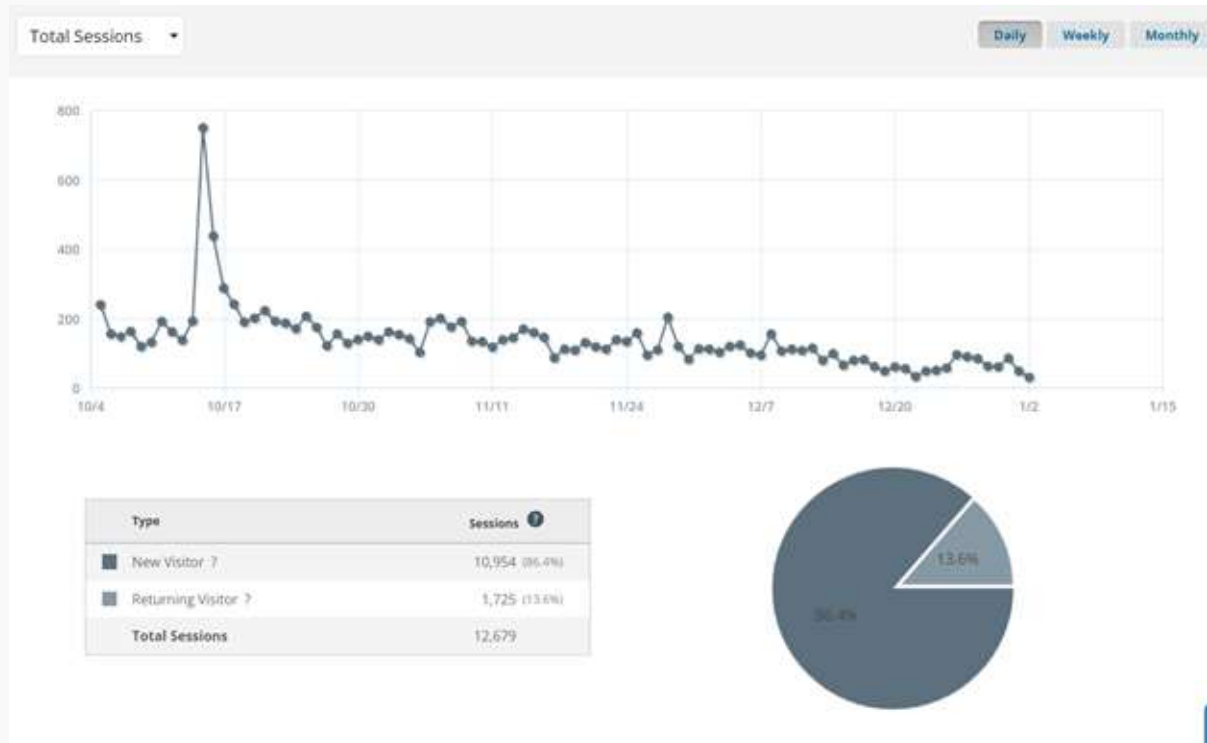 Total Sessions
Daily Weekly Monthly
800
600
400
200
0
10/4 10/17 10/30 11/11 11/24 12/7 12/20 1/2 1/15
Type Sessions ?
New Visitor ? 10,954 (86.4%)
Returning Visitor ? 1,725 (13.6%)
Total Sessions 12,679
13.6%
86.4%